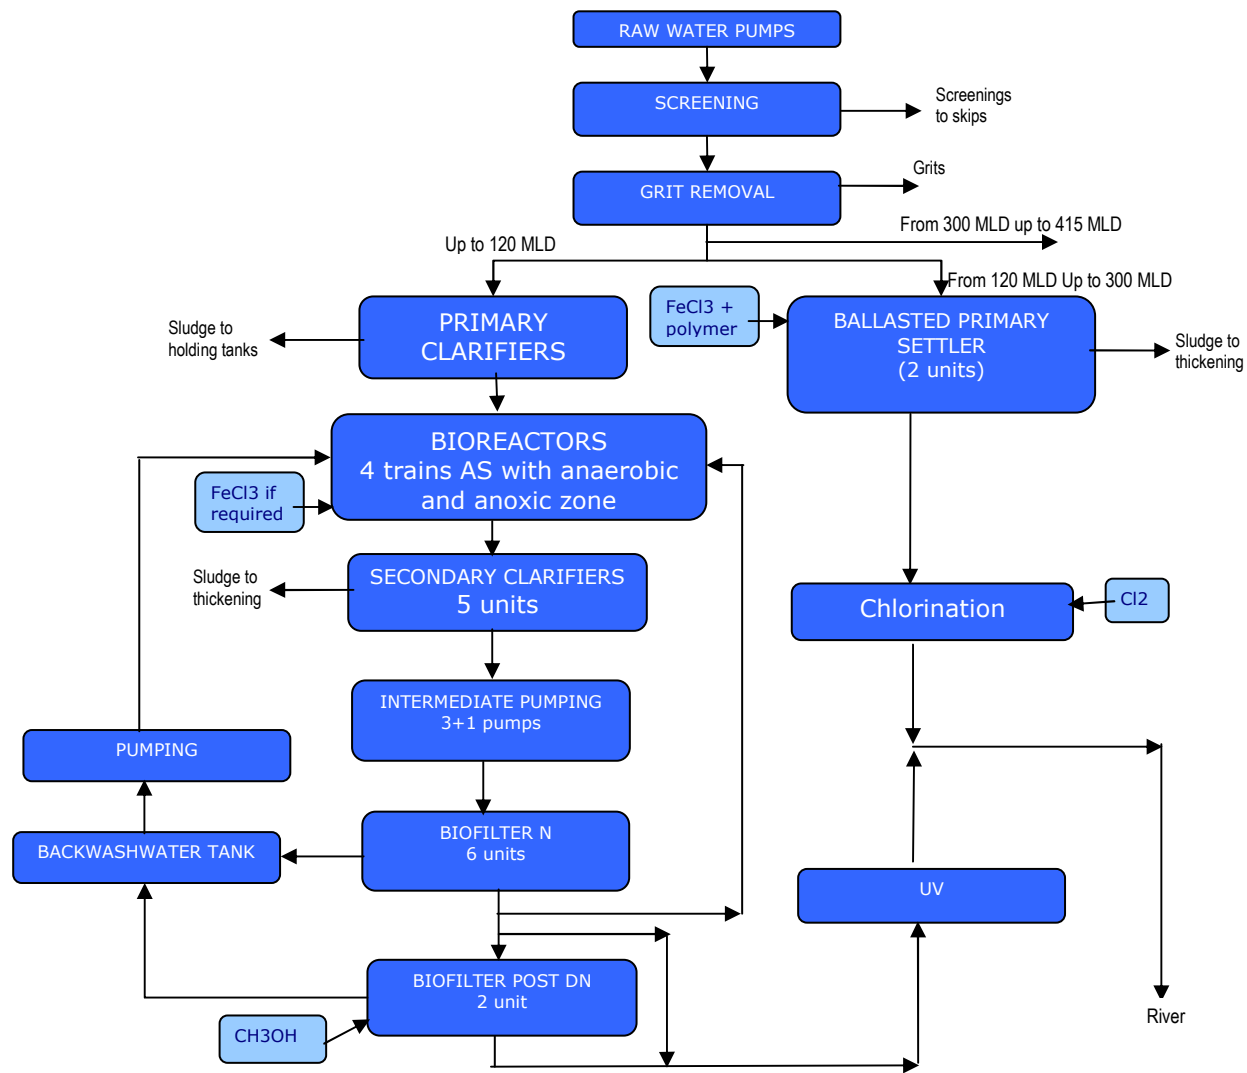 RAW WATER PUMPS
SCREENING
Screenings
to skips
GRIT REMOVAL
Grits
From 300 MLD up to 415 MLD
Up to 120 MLD
From 120 MLD Up to 300 MLD
PRIMARY
CLARIFIERS
Sludge to
holding tanks
FeCl3 +
polymer
BALLASTED PRIMARY
SETTLER
(2 units)
Sludge to
thickening
BIOREACTORS
4 trains AS with anaerobic
and anoxic zone
FeCl3 if
required
SECONDARY CLARIFIERS
5 units
Sludge to
thickening
Chlorination
Cl2
INTERMEDIATE PUMPING
3+1 pumps
PUMPING
BIOFILTER N
6 units
BACKWASHWATER TANK
UV
BIOFILTER POST DN
2 unit
CH3OH
River